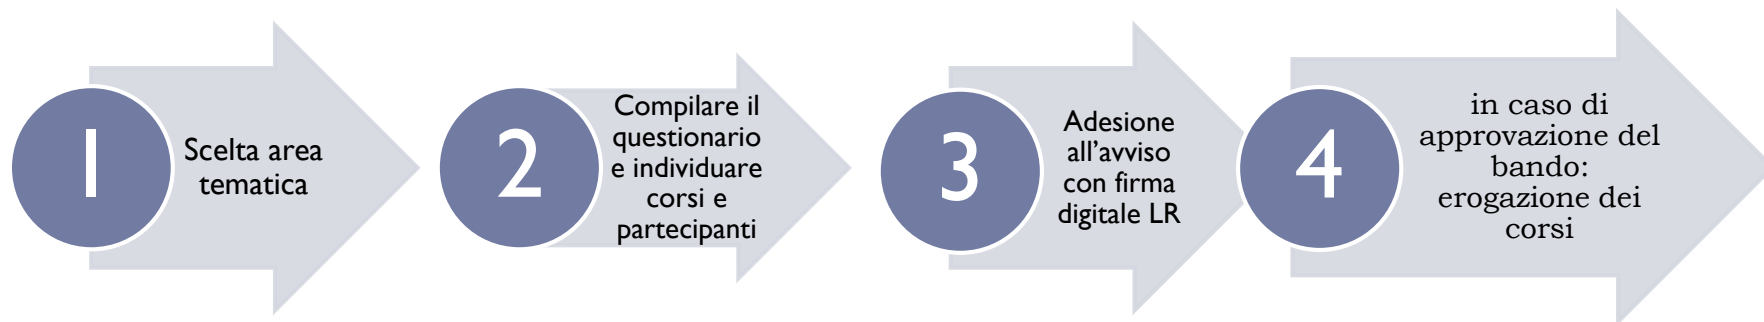 1
Scelta area
tematica
2
Compilare il
questionario
e individuare
corsi e
partecipanti
3
Adesione
all'avviso
con firma
digitale LR
4
in caso di
approvazione del
bando:
erogazione dei
corsi